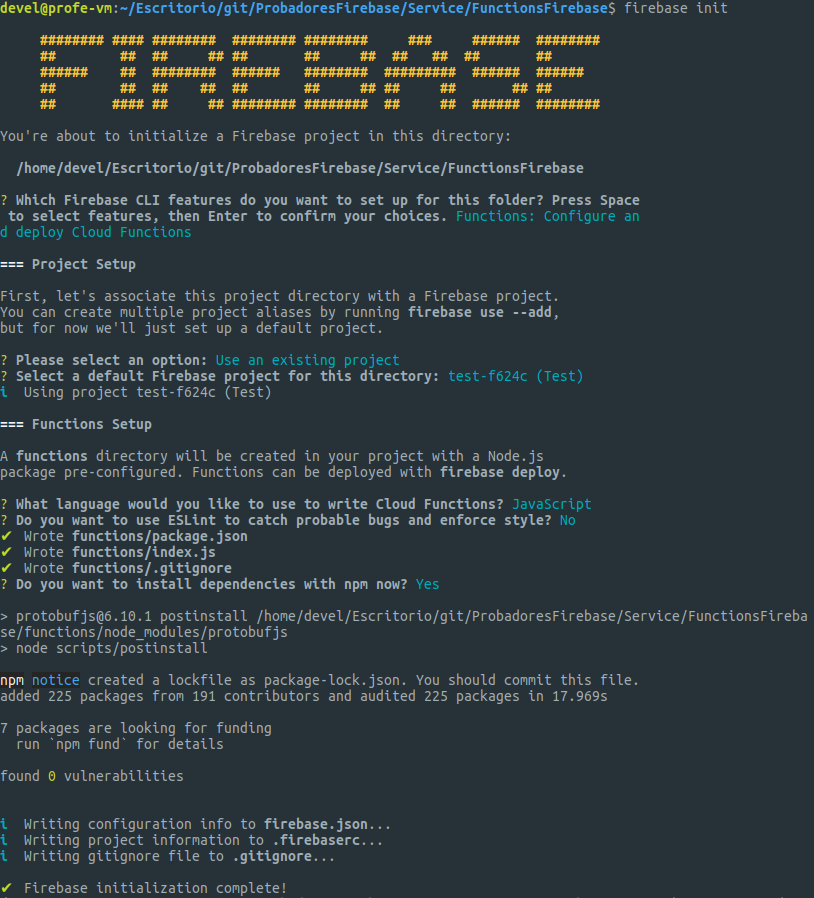 devel@profe-vm:~/Escritorio/git/ProbadoresFirebase/Service/FunctionsFirebase$ firebase init
FIREBASE
You're about to initialize a Firebase project in this directory:
/home/devel/Escritorio/git/ProbadoresFirebase/Service/FunctionsFirebase
? Which Firebase CLI features do you want to set up for this folder? Press Space
to select features, then Enter to confirm your choices. Functions: Configure an
d deploy Cloud Functions
=== Project Setup
First, let's associate this project directory with a Firebase project.
You can create multiple project aliases by running firebase use --add,
but for now we'll just set up a default project.
? Please select an option: Use an existing project
? Select a default Firebase project for this directory: test-f624c (Test)
i  Using project test-f624c (Test)
=== Functions Setup
A functions directory will be created in your project with a Node.js
package pre-configured. Functions can be deployed with firebase deploy.
? What language would you like to use to write Cloud Functions? JavaScript
? Do you want to use ESLint to catch probable bugs and enforce style? No
✔  Wrote functions/package.json
✔  Wrote functions/index.js
✔  Wrote functions/.gitignore
? Do you want to install dependencies with npm now? Yes
> protobufjs@6.10.1 postinstall /home/devel/Escritorio/git/ProbadoresFirebase/Service/FunctionsFireba
se/functions/node_modules/protobufjs
> node scripts/postinstall
npm notice created a lockfile as package-lock.json. You should commit this file.
added 225 packages from 191 contributors and audited 225 packages in 17.969s
7 packages are looking for funding
run `npm fund` for details
found 0 vulnerabilities
i  Writing configuration info to firebase.json...
i  Writing project information to .firebaserc...
i  Writing gitignore file to .gitignore...
✔  Firebase initialization complete!